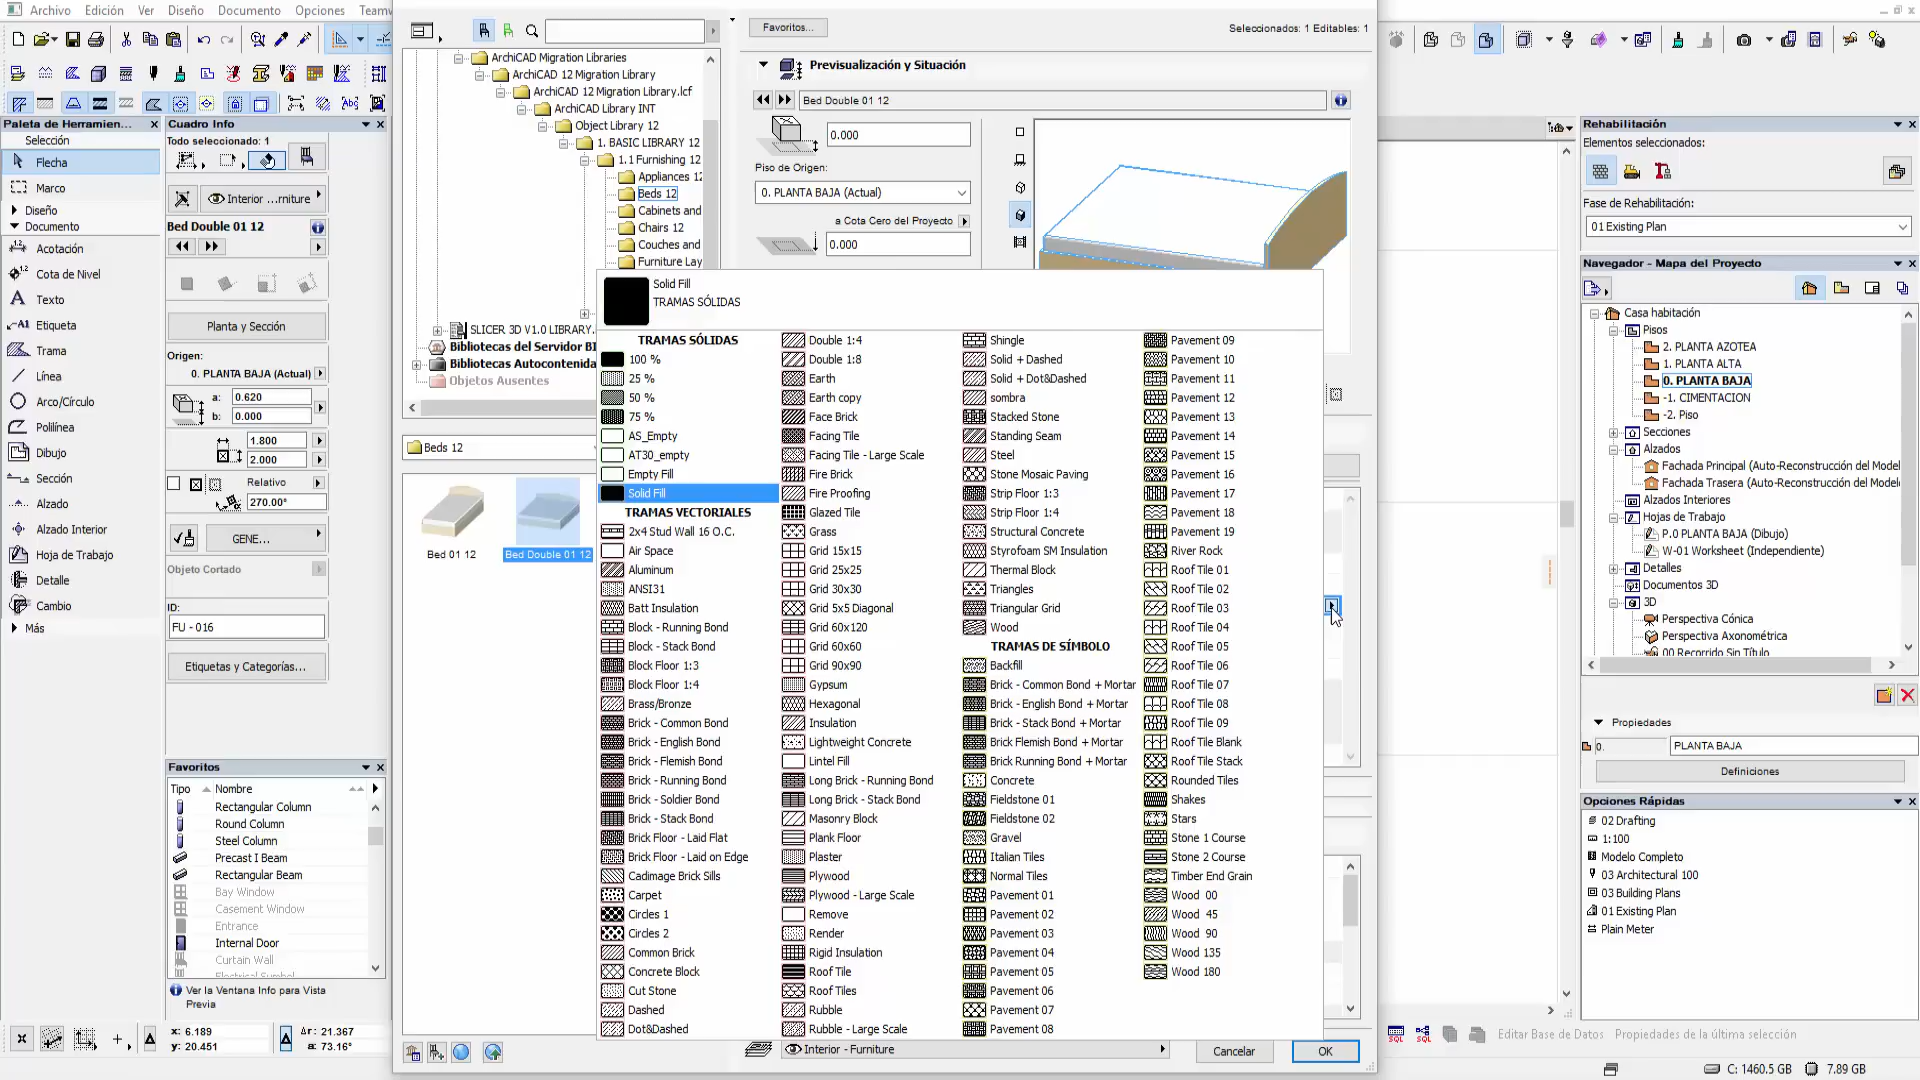 Archivo
Edición
Ver
Diseño
Documento
Opciones
Teamw
Favoritos...
Seleccionados: 1 Editables: 1
Paleta de Herramien...
Selección
Flecha
Marco
Diseño
Documento
Acotación
Cota de Nivel
Texto
Etiqueta
Trama
Línea
Arco/Círculo
Polilínea
Dibujo
Sección
Alzado
Alzado Interior
Hoja de Trabajo
Detalle
Cambio
Más
Cuadro Info
Todo seleccionado: 1
Interior ...rniture
Bed Double 01 12
Planta y Sección
Origen:
0. PLANTA BAJA (Actual)
a: 0.620
b: 0.000
1.800
2.000
Relativo
270.00°
GENE...
Objeto Cortado
ID:
FU - 016
Etiquetas y Categorías...
Favoritos
Tipo
Nombre
Rectangular Column
Round Column
Steel Column
Precast I Beam
Rectangular Beam
Bay Window
Casement Window
Entrance
Internal Door
Curtain Wall
Electrical Symbol
Ver la Ventana Info para Vista
Previa
x: 6.189
y: 20.451
Δr: 21.367
a: 73.16°
ArchiCAD Migration Libraries
ArchiCAD 12 Migration Library
ArchiCAD 12 Migration Library.lcf
ArchiCAD Library INT
Object Library 12
1. BASIC LIBRARY 12
1.1 Furnishing 12
Appliances 12
Beds 12
Cabinets and
Chairs 12
Couches and
Furniture Lay
SLICER 3D V1.0 LIBRARY.
Bibliotecas del Servidor BI
Bibliotecas Autocontenida
Objetos Ausentes
Beds 12
Bed 01 12
Bed Double 01 12
Previsualización y Situación
Bed Double 01 12
0.000
Piso de Origen:
0. PLANTA BAJA (Actual)
a Cota Cero del Proyecto
0.000
Solid Fill
TRAMAS SÓLIDAS
TRAMAS SÓLIDAS
100 %
25 %
50 %
75 %
AS_Empty
AT30_empty
Empty Fill
Solid Fill
TRAMAS VECTORIALES
2x4 Stud Wall 16 O.C.
Air Space
Aluminum
ANSI31
Batt Insulation
Block - Running Bond
Block - Stack Bond
Block Floor 1:3
Block Floor 1:4
Brass/Bronze
Brick - Common Bond
Brick - English Bond
Brick - Flemish Bond
Brick - Running Bond
Brick - Soldier Bond
Brick - Stack Bond
Brick Floor - Laid Flat
Brick Floor - Laid on Edge
Cadimage Brick Sills
Carpet
Circles 1
Circles 2
Common Brick
Concrete Block
Cut Stone
Dashed
Dot&Dashed
Double 1:4
Double 1:8
Earth
Earth copy
Face Brick
Facing Tile
Facing Tile - Large Scale
Fire Brick
Fire Proofing
Glazed Tile
Grass
Grid 15x15
Grid 25x25
Grid 30x30
Grid 5x5 Diagonal
Grid 60x120
Grid 60x60
Grid 90x90
Gypsum
Hexagonal
Insulation
Lightweight Concrete
Lintel Fill
Long Brick - Running Bond
Long Brick - Stack Bond
Masonry Block
Plank Floor
Plaster
Plywood
Plywood - Large Scale
Remove
Render
Rigid Insulation
Roof Tile
Roof Tiles
Rubble
Rubble - Large Scale
Shingle
Solid + Dashed
Solid + Dot&Dashed
sombra
Stacked Stone
Standing Seam
Steel
Stone Mosaic Paving
Strip Floor 1:3
Strip Floor 1:4
Structural Concrete
Styrofoam SM Insulation
Thermal Block
Triangles
Triangular Grid
Wood
TRAMAS DE SÍMBOLO
Backfill
Brick - Common Bond + Mortar
Brick - English Bond + Mortar
Brick - Stack Bond + Mortar
Brick Flemish Bond + Mortar
Brick Running Bond + Mortar
Concrete
Fieldstone 01
Fieldstone 02
Gravel
Italian Tiles
Normal Tiles
Pavement 01
Pavement 02
Pavement 03
Pavement 04
Pavement 05
Pavement 06
Pavement 07
Pavement 08
Pavement 09
Pavement 10
Pavement 11
Pavement 12
Pavement 13
Pavement 14
Pavement 15
Pavement 16
Pavement 17
Pavement 18
Pavement 19
River Rock
Roof Tile 01
Roof Tile 02
Roof Tile 03
Roof Tile 04
Roof Tile 05
Roof Tile 06
Roof Tile 07
Roof Tile 08
Roof Tile 09
Roof Tile Blank
Roof Tile Stack
Rounded Tiles
Shakes
Stars
Stone 1 Course
Stone 2 Course
Timber End Grain
Wood 00
Wood 45
Wood 90
Wood 135
Wood 180
Interior - Furniture
Cancelar
OK
Rehabilitación
Elementos seleccionados:
Fase de Rehabilitación:
01 Existing Plan
Navegador - Mapa del Proyecto
Casa habitación
Pisos
2. PLANTA AZOTEA
1. PLANTA ALTA
0. PLANTA BAJA
-1. CIMENTACION
-2. Piso
Secciones
Alzados
Fachada Principal (Auto-Reconstrucción del Model
Fachada Trasera (Auto-Reconstrucción del Modelc
Alzados Interiores
Hojas de Trabajo
P.0 PLANTA BAJA (Dibujo)
W-01 Worksheet (Independiente)
Detalles
Documentos 3D
3D
Perspectiva Cónica
Perspectiva Axonométrica
00 Recorrido Sin Título
Propiedades
0.
PLANTA BAJA
Definiciones
Opciones Rápidas
02 Drafting
1:100
Modelo Completo
03 Architectural 100
03 Building Plans
01 Existing Plan
Plain Meter
Editar Base de Datos
Propiedades de la última selección
C: 1460.5 GB
7.89 GB